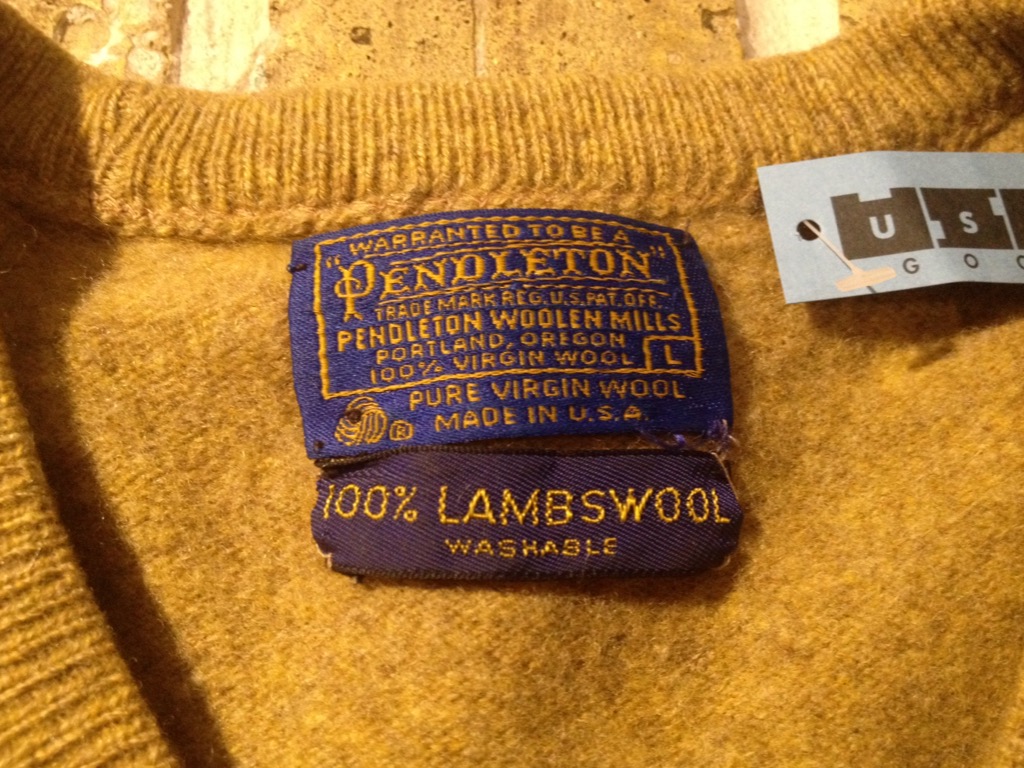 WARRANTED TO BE A
"PENDLETON"
TRADE MARK REG. U.S. PAT. OFF.
PENDLETON WOOLEN MILLS
PORTLAND, OREGON
100% VIRGIN WOOL
L
PURE VIRGIN WOOL
® MADE IN U.S.A.
100% LAMBSWOOL
WASHABLE
U S
G O